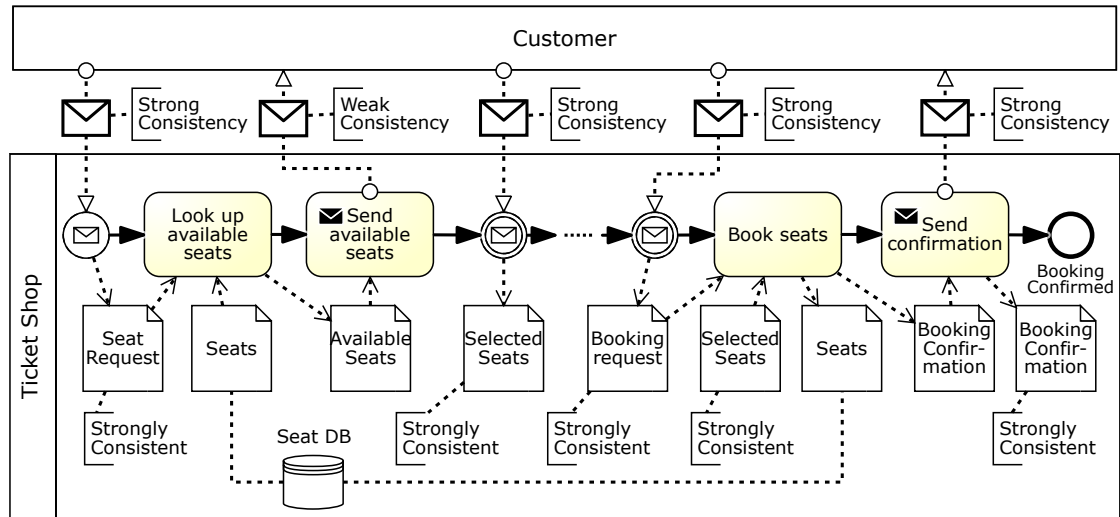 Customer
Strong
Consistency
Weak
Consistency
Strong
Consistency
Strong
Consistency
Strong
Consistency
Ticket Shop
Look up
available
seats
Send
available
seats
Book seats
Send
confirmation
Booking
Confirmed
Seat
Request
Seats
Available
Seats
Selected
Seats
Booking
request
Selected
Seats
Seats
Booking
Confir-
mation
Booking
Confir-
mation
Strongly
Consistent
Seat DB
Strongly
Consistent
Strongly
Consistent
Strongly
Consistent
Strongly
Consistent